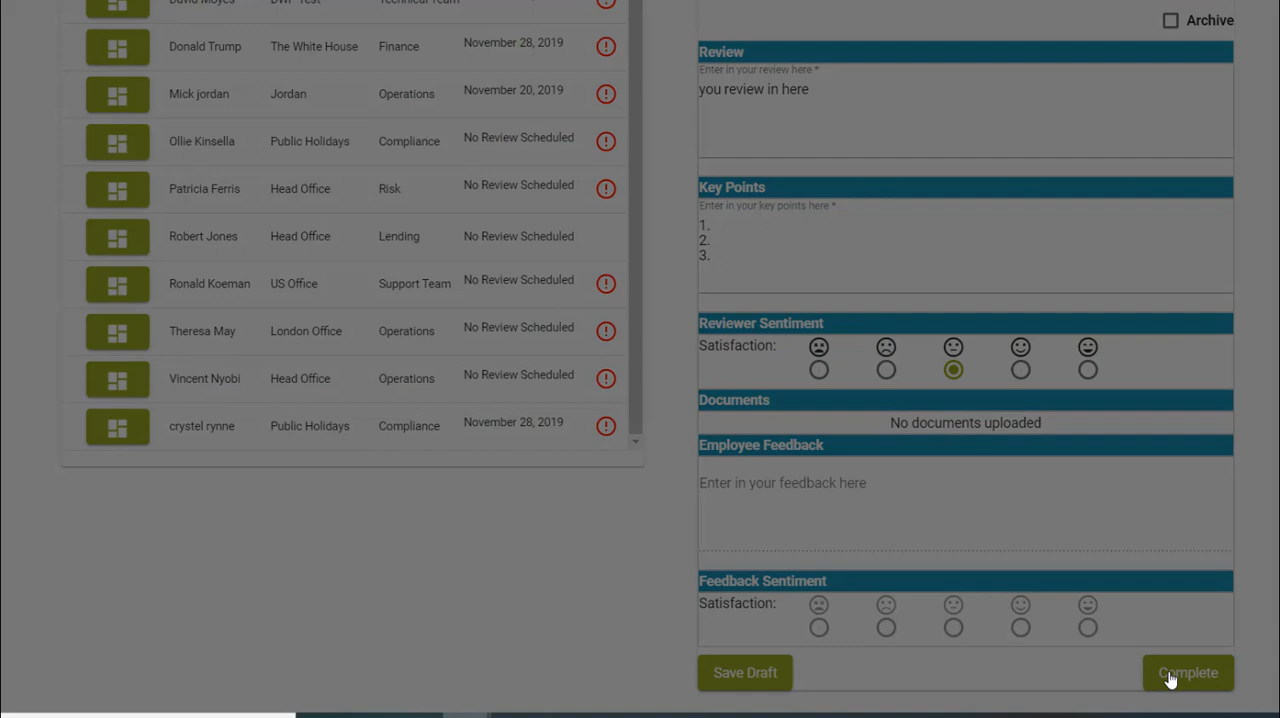 David Moyes DWP Test Technical Team
Donald Trump The White House Finance November 28, 2019
Mick jordan Jordan Operations November 20, 2019
Ollie Kinsella Public Holidays Compliance No Review Scheduled
Patricia Ferris Head Office Risk No Review Scheduled
Robert Jones Head Office Lending No Review Scheduled
Ronald Koeman US Office Support Team No Review Scheduled
Theresa May London Office Operations No Review Scheduled
Vincent Nyobi Head Office Operations No Review Scheduled
crystel rynne Public Holidays Compliance November 28, 2019
Archive
Review
Enter in your review here *
you review in here
Key Points
Enter in your key points here *
1.
2.
3.
Reviewer Sentiment
Satisfaction:
Documents
No documents uploaded
Employee Feedback
Enter in your feedback here
Feedback Sentiment
Satisfaction:
Save Draft Complete